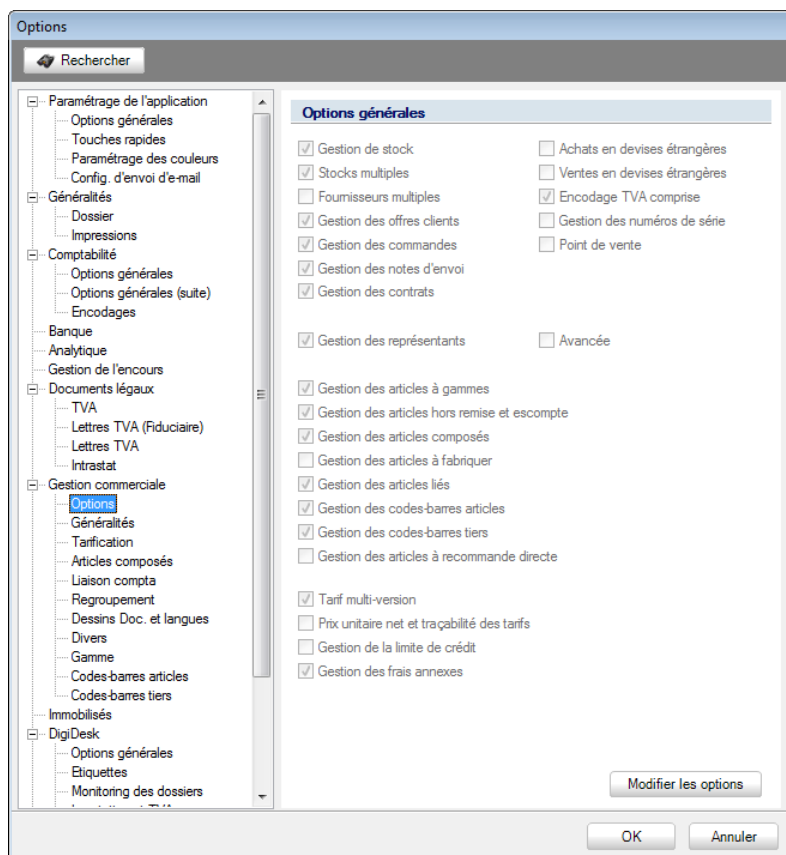 Options
Rechercher
Paramétrage de l'application
Options générales
Touches rapides
Paramétrage des couleurs
Config. d'envoi d'e-mail
Généralités
Dossier
Impressions
Comptabilité
Options générales
Options générales (suite)
Encodages
Banque
Analytique
Gestion de l'encours
Documents légaux
TVA
Lettres TVA (Fiduciaire)
Lettres TVA
Intrastat
Gestion commerciale
Options
Généralités
Tarification
Articles composés
Liaison compta
Regroupement
Dessins Doc. et langues
Divers
Gamme
Codes-barres articles
Codes-barres tiers
Immobilisés
DigiDesk
Options générales
Etiquettes
Monitoring des dossiers
Options générales
Gestion de stock
Achats en devises étrangères
Stocks multiples
Ventes en devises étrangères
Fournisseurs multiples
Encodage TVA comprise
Gestion des offres clients
Gestion des numéros de série
Gestion des commandes
Point de vente
Gestion des notes d'envoi
Gestion des contrats
Gestion des représentants
Avancée
Gestion des articles à gammes
Gestion des articles hors remise et escompte
Gestion des articles composés
Gestion des articles à fabriquer
Gestion des articles liés
Gestion des codes-barres articles
Gestion des codes-barres tiers
Gestion des articles à recommande directe
Tarif multi-version
Prix unitaire net et traçabilité des tarifs
Gestion de la limite de crédit
Gestion des frais annexes
Modifier les options
OK
Annuler